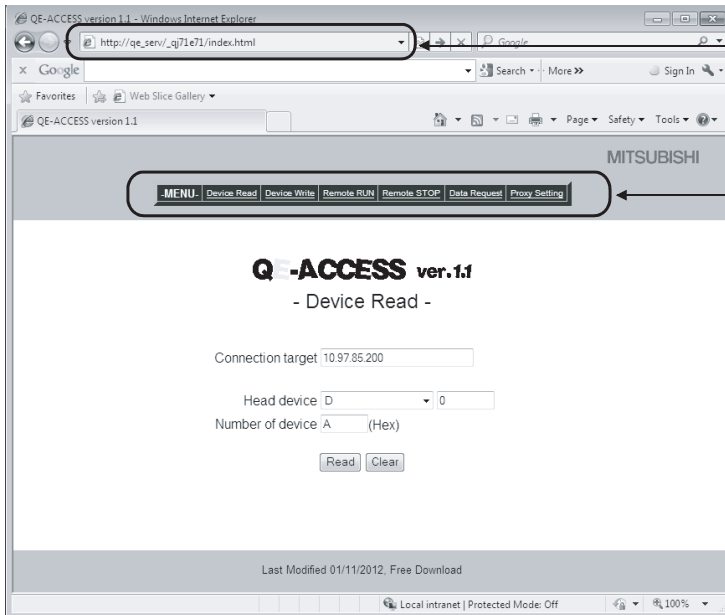 QE-ACCESS version 1.1 - Windows Internet Explorer
http://qe_serv/_qj71e71/index.html
Google
x Google
Search
More >>
Sign In
Favorites
Web Slice Gallery
QE-ACCESS version 1.1
Page
Safety
Tools
MITSUBISHI
-MENU- Device Read Device Write Remote RUN Remote STOP Data Request Proxy Setting
QE-ACCESS ver.1.1
- Device Read -
Connection target 10.97.85.200
Head device D 0
Number of device A (Hex)
Read Clear
Last Modified 01/11/2012, Free Download
Local intranet | Protected Mode: Off
100%